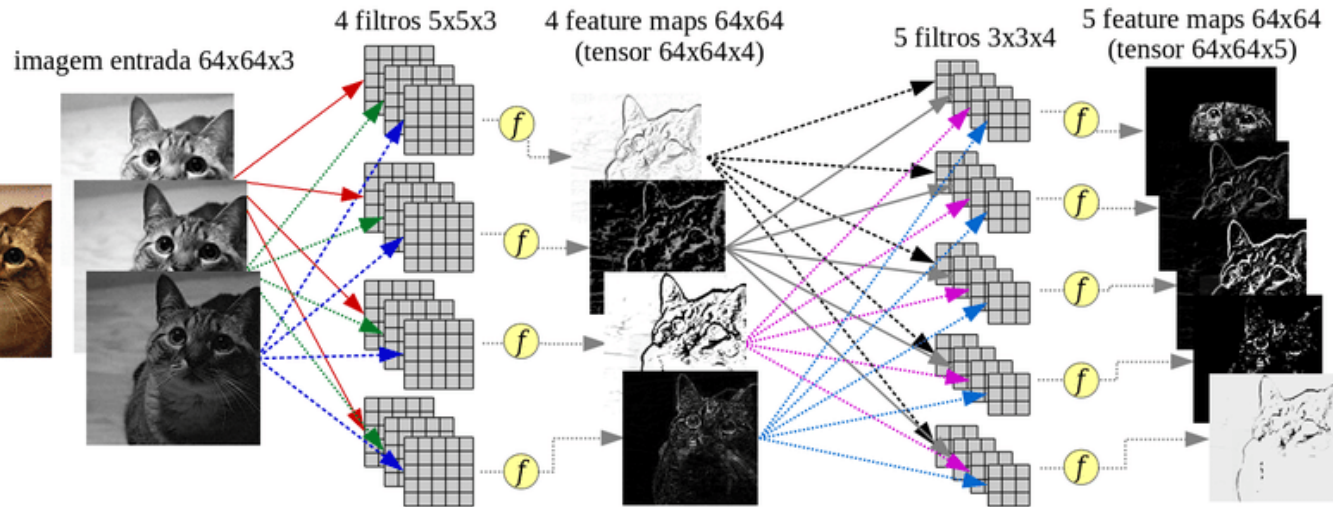 imagem entrada 64x64x3
4 filtros 5x5x3
4 feature maps 64x64
(tensor 64x64x4)
5 filtros 3x3x4
5 feature maps 64x64
(tensor 64x64x5)
f
f
f
f
f
f
f
f
f